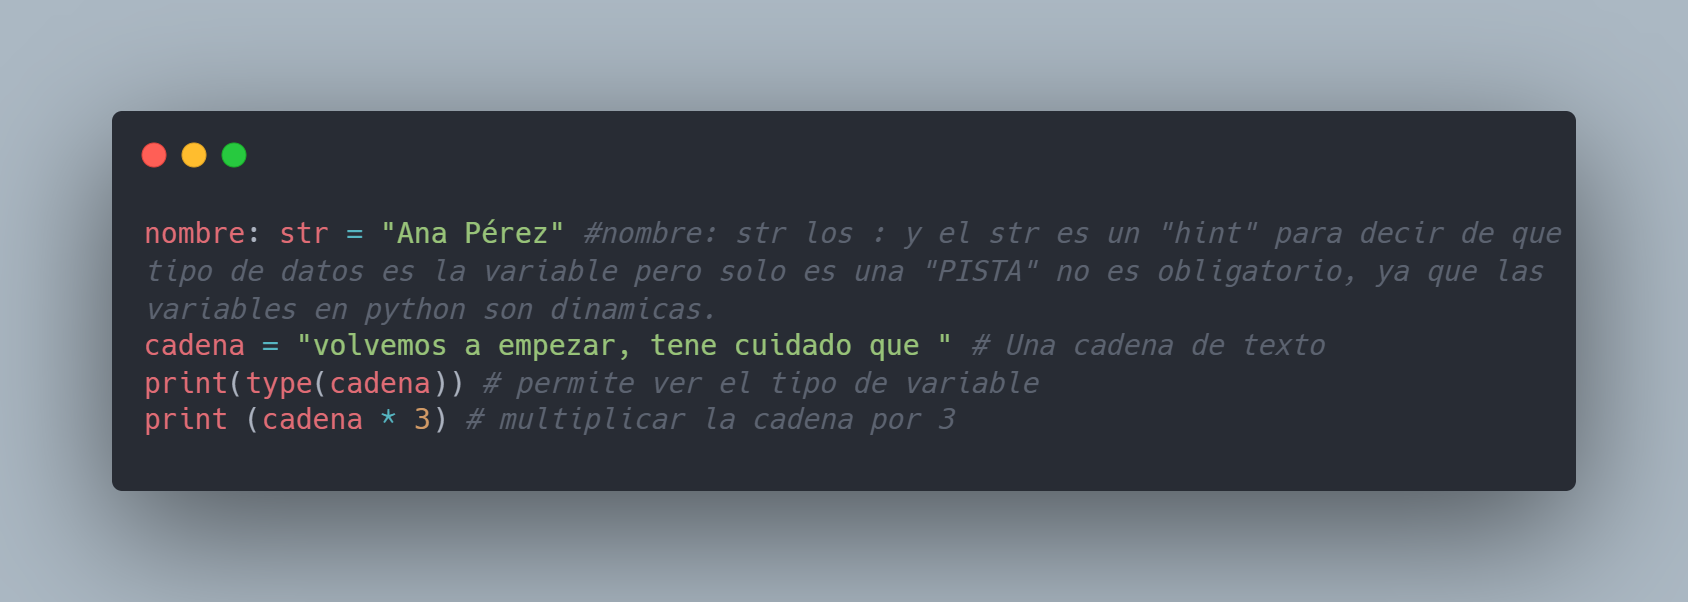 nombre: str = "Ana Pérez" #nombre: str los : y el str es un "hint" para decir de que
tipo de datos es la variable pero solo es una "PISTA" no es obligatorio, ya que las
variables en python son dinamicas.
cadena = "volvemos a empezar, tene cuidado que " # Una cadena de texto
print(type(cadena)) # permite ver el tipo de variable
print (cadena * 3) # multiplicar la cadena por 3